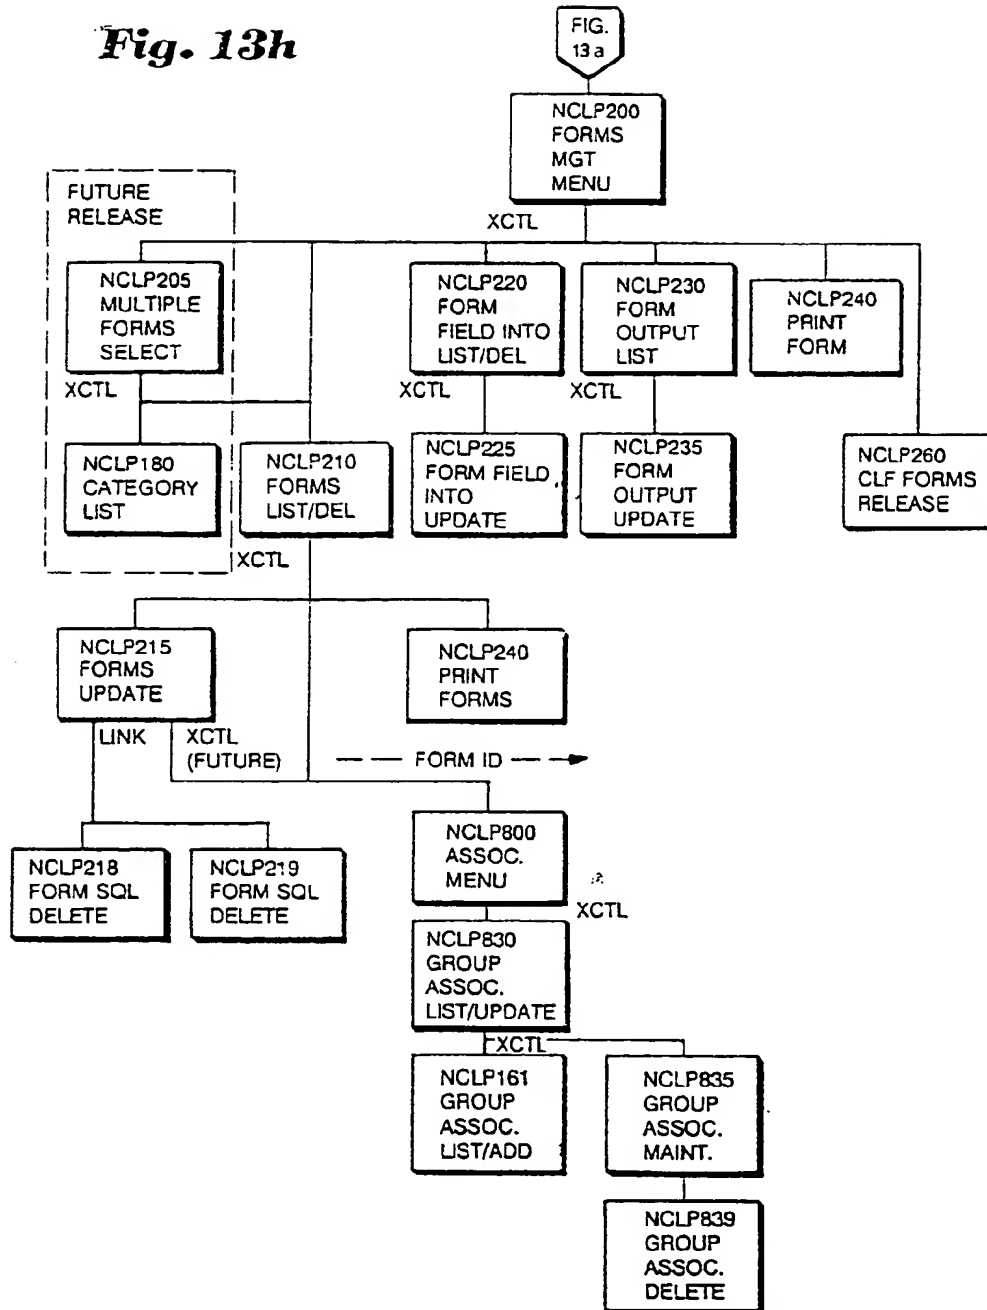 Fig. 13h
FIG.
13a
NCLP200
FORMS
MGT
MENU
XCTL
FUTURE
RELEASE
NCLP205
MULTIPLE
FORMS
SELECT
NCLP220
FORM
FIELD INTO
LIST/DEL
NCLP230
FORM
OUTPUT
LIST
NCLP240
PRINT
FORM
XCTL
XCTL
XCTL
NCLP180
CATEGORY
LIST
NCLP210
FORMS
LIST/DEL
NCLP225
FORM FIELD
INTO
UPDATE
NCLP235
FORM
OUTPUT
UPDATE
NCLP260
CLF FORMS
RELEASE
XCTL
NCLP215
FORMS
UPDATE
NCLP240
PRINT
FORMS
LINK
XCTL
(FUTURE)
FORM ID
NCLP800
ASSOC.
MENU
NCLP218
FORM SQL
DELETE
NCLP219
FORM SQL
DELETE
XCTL
NCLP830
GROUP
ASSOC.
LIST/UPDATE
XCTL
NCLP161
GROUP
ASSOC.
LIST/ADD
NCLP835
GROUP
ASSOC.
MAINT.
NCLP839
GROUP
ASSOC.
DELETE